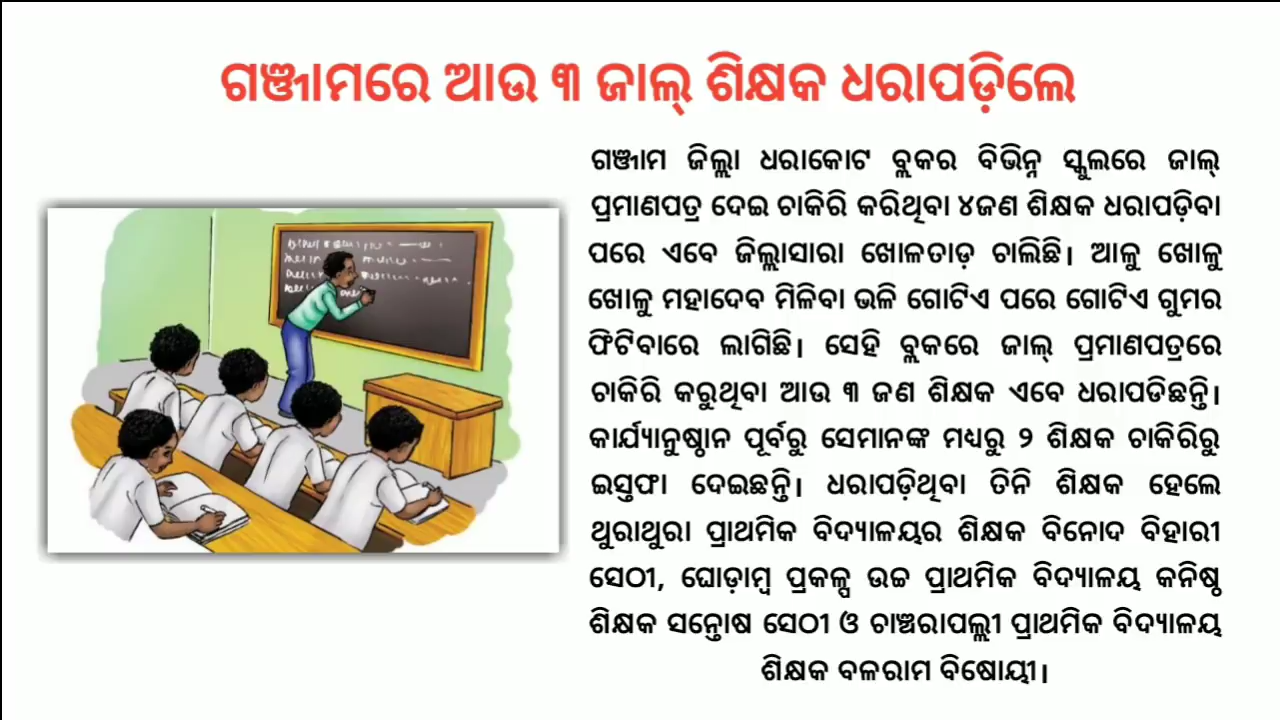 ଗଞ୍ଜାମରେ ଆଉ ୩ ଜାଲ୍ ଶିକ୍ଷକ ଧରାପଡ଼ିଲେ
ଗଞ୍ଜାମ ଜିଲ୍ଲା ଧରାକୋଟ ବ୍ଲକର ବିଭିନ୍ନ ସ୍କୁଲରେ ଜାଲ୍
ପ୍ରମାଣପତ୍ର ଦେଇ ଚାକିରି କରିଥିବା ୪ଜଣ ଶିକ୍ଷକ ଧରାପଡ଼ିବା
ପରେ ଏବେ ଜିଲ୍ଲାସାରା ଖୋଳତାଡ଼ ଚାଲିଛି। ଆଳୁ ଖୋଳୁ
ଖୋଳୁ ମହାଦେବ ମିଳିବା ଭଳି ଗୋଟିଏ ପରେ ଗୋଟିଏ ଗୁମର
ଫିଟିବାରେ ଲାଗିଛି। ସେହି ବ୍ଲକରେ ଜାଲ୍ ପ୍ରମାଣପତ୍ରରେ
ଚାକିରି କରୁଥିବା ଆଉ ୩ ଜଣ ଶିକ୍ଷକ ଏବେ ଧରାପଡିଛନ୍ତି।
କାର୍ଯ୍ୟାନୁଷ୍ଠାନ ପୂର୍ବରୁ ସେମାନଙ୍କ ମଧ୍ୟରୁ ୨ ଶିକ୍ଷକ ଚାକିରିରୁ
ଇସ୍ତଫା ଦେଇଛନ୍ତି। ଧରାପଡ଼ିଥିବା ତିନି ଶିକ୍ଷକ ହେଲେ
ଥୁରାଥୁରା ପ୍ରାଥମିକ ବିଦ୍ୟାଳୟର ଶିକ୍ଷକ ବିନୋଦ ବିହାରୀ
ସେଠୀ, ଘୋଡ଼ାମ୍ବ ପ୍ରକଳ୍ପ ଉଚ୍ଚ ପ୍ରାଥମିକ ବିଦ୍ୟାଳୟ କନିଷ୍ଠ
ଶିକ୍ଷକ ସନ୍ତୋଷ ସେଠୀ ଓ ଚାଞ୍ଚରାପଲ୍ଲୀ ପ୍ରାଥମିକ ବିଦ୍ୟାଳୟ
ଶିକ୍ଷକ ବଳରାମ ବିଷୋୟୀ।